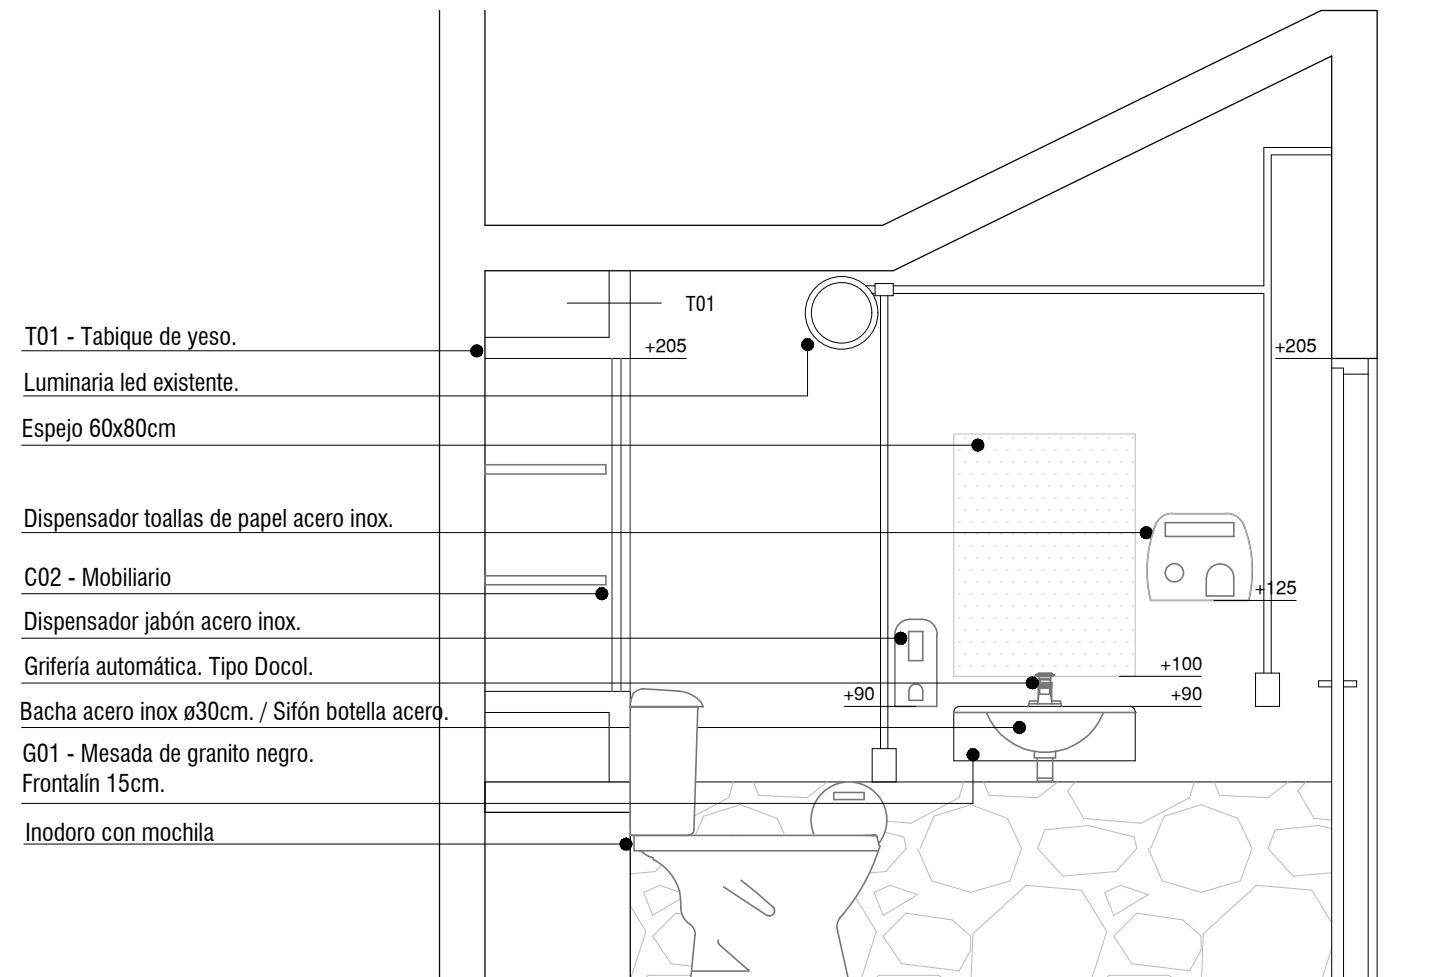 T01
T01 - Tabique de yeso.
+205
+205
Luminaria led existente.
Espejo 60x80cm
Dispensador toallas de papel acero inox.
C02 - Mobiliario
+125
Dispensador jabón acero inox.
Grifería automática. Tipo Docol.
+100
+90
+90
Bacha acero inox ø30cm. / Sifón botella acero.
G01 - Mesada de granito negro.
Frontalín 15cm.
Inodoro con mochila